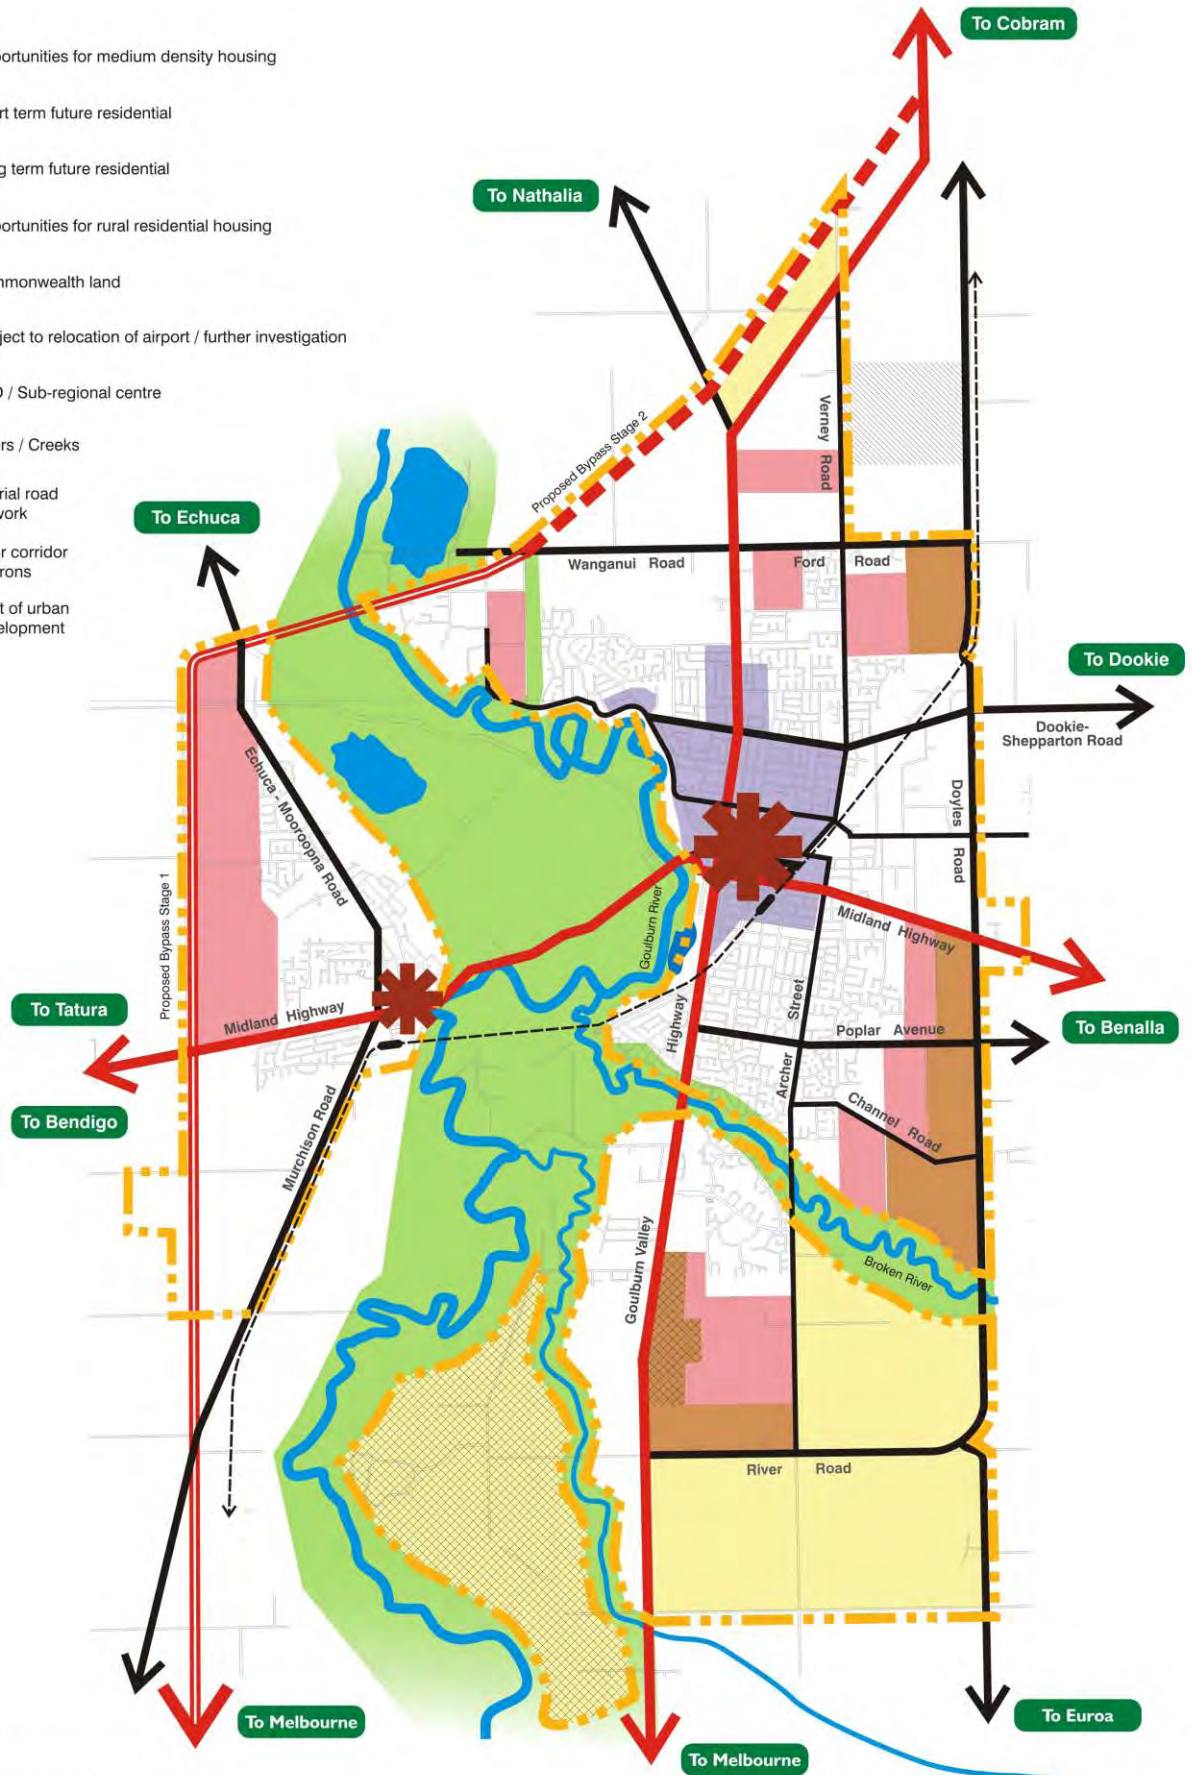 ortunities for medium density housing
rt term future residential
g term future residential
ortunities for rural residential housing
nmonwealth land
ject to relocation of airport / further investigation
D / Sub-regional centre
ers / Creeks
rial road
work
er corridor
irons
it of urban
elopment
To Cobram
To Nathalia
Proposed Bypass Stage 2
Verney Road
To Echuca
Wanganui Road
Ford Road
To Dookie
Dookie-
Shepparton Road
Echuca - Mooroopna Road
Doyles Road
Proposed Bypass Stage 1
Goulburn River
Midland Highway
To Tatura
Midland Highway
Highway
Archer Street
Poplar Avenue
To Benalla
To Bendigo
Murchison Road
Channel Road
Goulburn Valley
Broken River
River Road
To Melbourne
To Euroa
To Melbourne